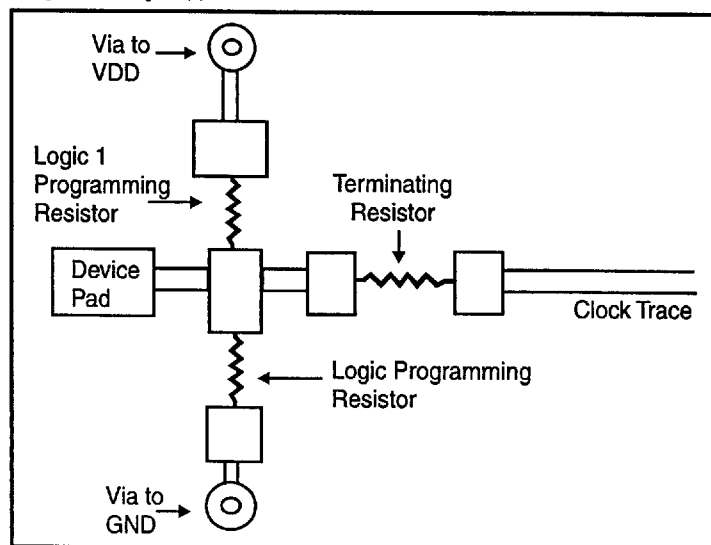 Via to
VDD
Logic 1
Programming
Resistor
Terminating
Resistor
Device
Pad
Clock Trace
Logic Programming
Resistor
Via to
GND